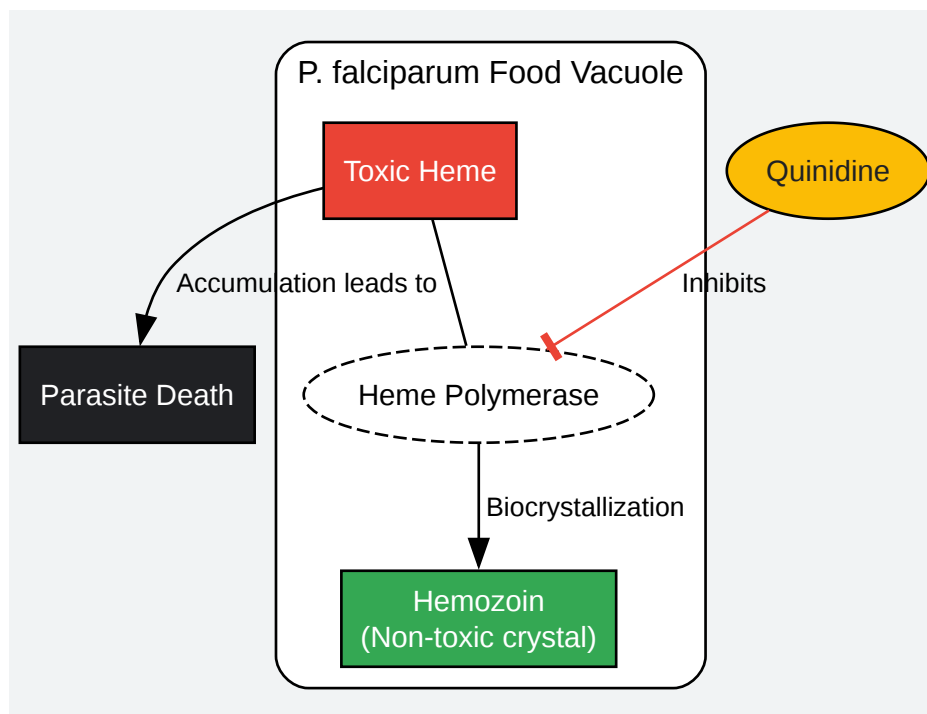 P. falciparum Food Vacuole
Toxic Heme
Quinidine
Accumulation leads to
Inhibits
Parasite Death
Heme Polymerase
Biocrystallization
Hemozoin
(Non-toxic crystal)